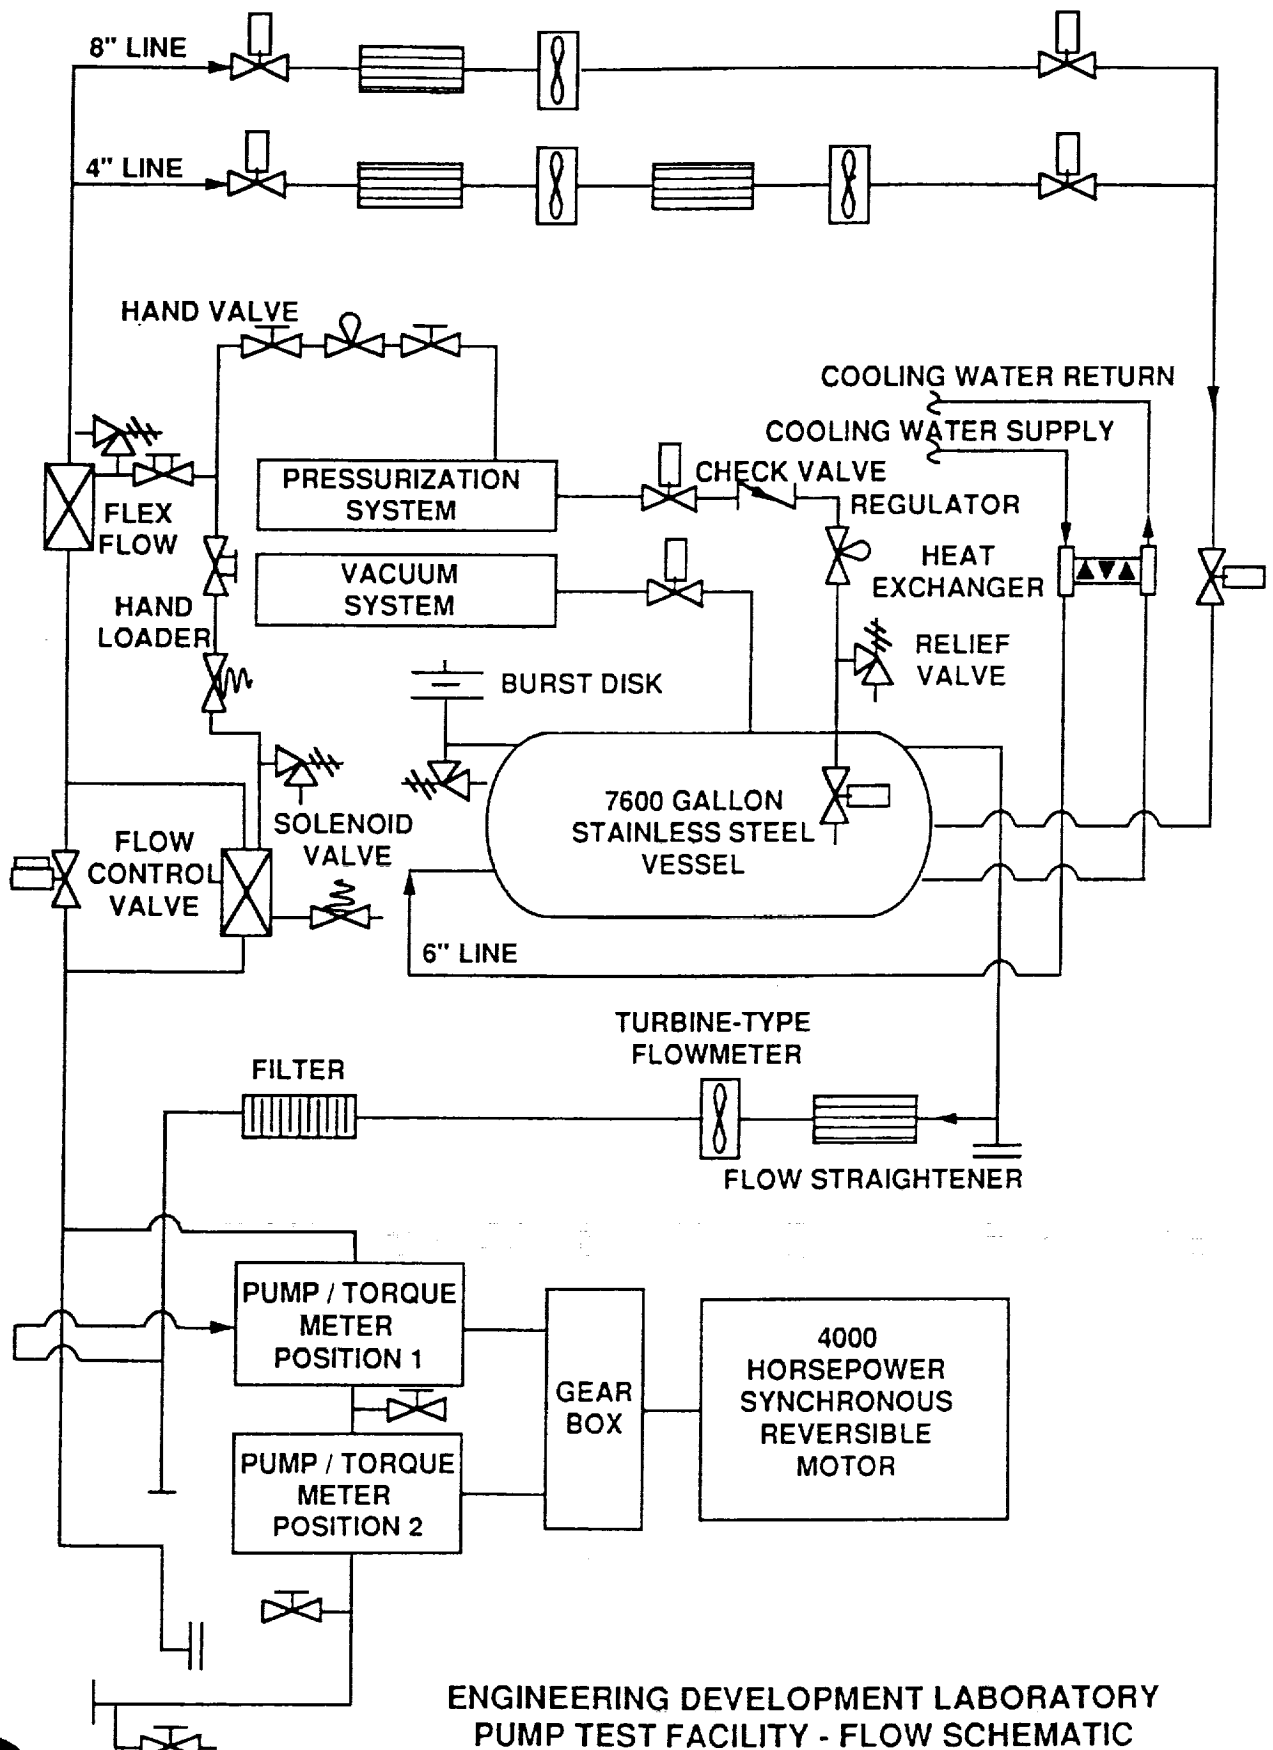 8" LINE
4" LINE
HAND VALVE
COOLING WATER RETURN
COOLING WATER SUPPLY
PRESSURIZATION
SYSTEM
CHECK VALVE
REGULATOR
FLEX
FLOW
VACUUM
SYSTEM
HEAT
EXCHANGER
HAND
LOADER
RELIEF
VALVE
BURST DISK
7600 GALLON
STAINLESS STEEL
VESSEL
SOLENOID
VALVE
FLOW
CONTROL
VALVE
6" LINE
TURBINE-TYPE
FLOWMETER
FILTER
FLOW STRAIGHTENER
PUMP / TORQUE
METER
POSITION 1
GEAR
BOX
4000
HORSEPOWER
SYNCHRONOUS
REVERSIBLE
MOTOR
PUMP / TORQUE
METER
POSITION 2
ENGINEERING DEVELOPMENT LABORATORY
PUMP TEST FACILITY - FLOW SCHEMATIC